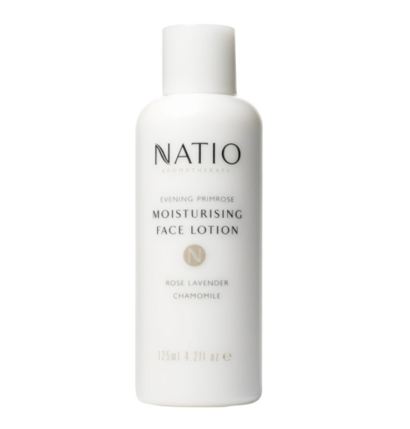 NATIO
AROMATHERAPY
EVENING PRIMROSE
MOISTURISING
FACE LOTION
N
ROSE LAVENDER
CHAMOMILE
125ml 4.2fl oz ℮